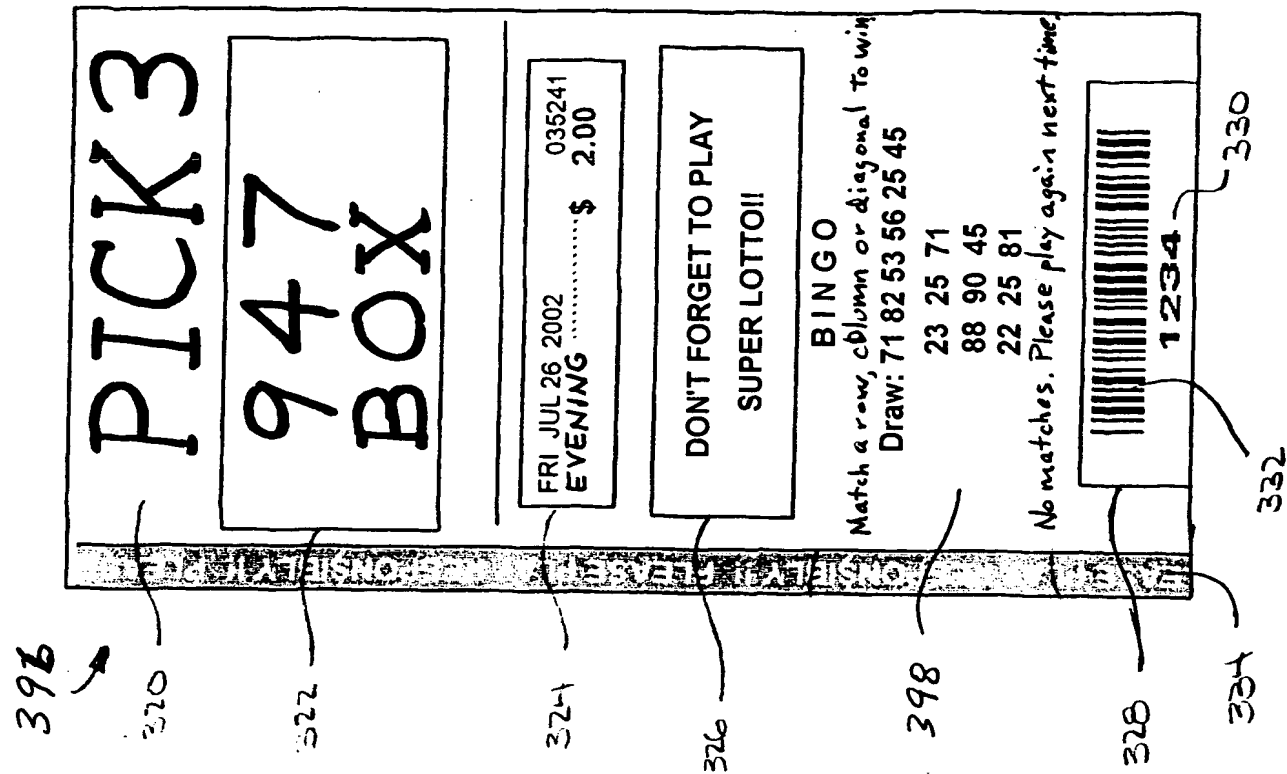 396
PICK3
320
947
BOX
322
FRI JUL 26 2002 035241
EVENING ............$ 2.00
324
DON'T FORGET TO PLAY
SUPER LOTTO!!
326
BINGO
Match a row, column or diagonal to win
Draw: 71 82 53 56 25 45
23 25 71
88 90 45
22 25 81
No matches. Please play again next time.
398
1234
330
328
332
334